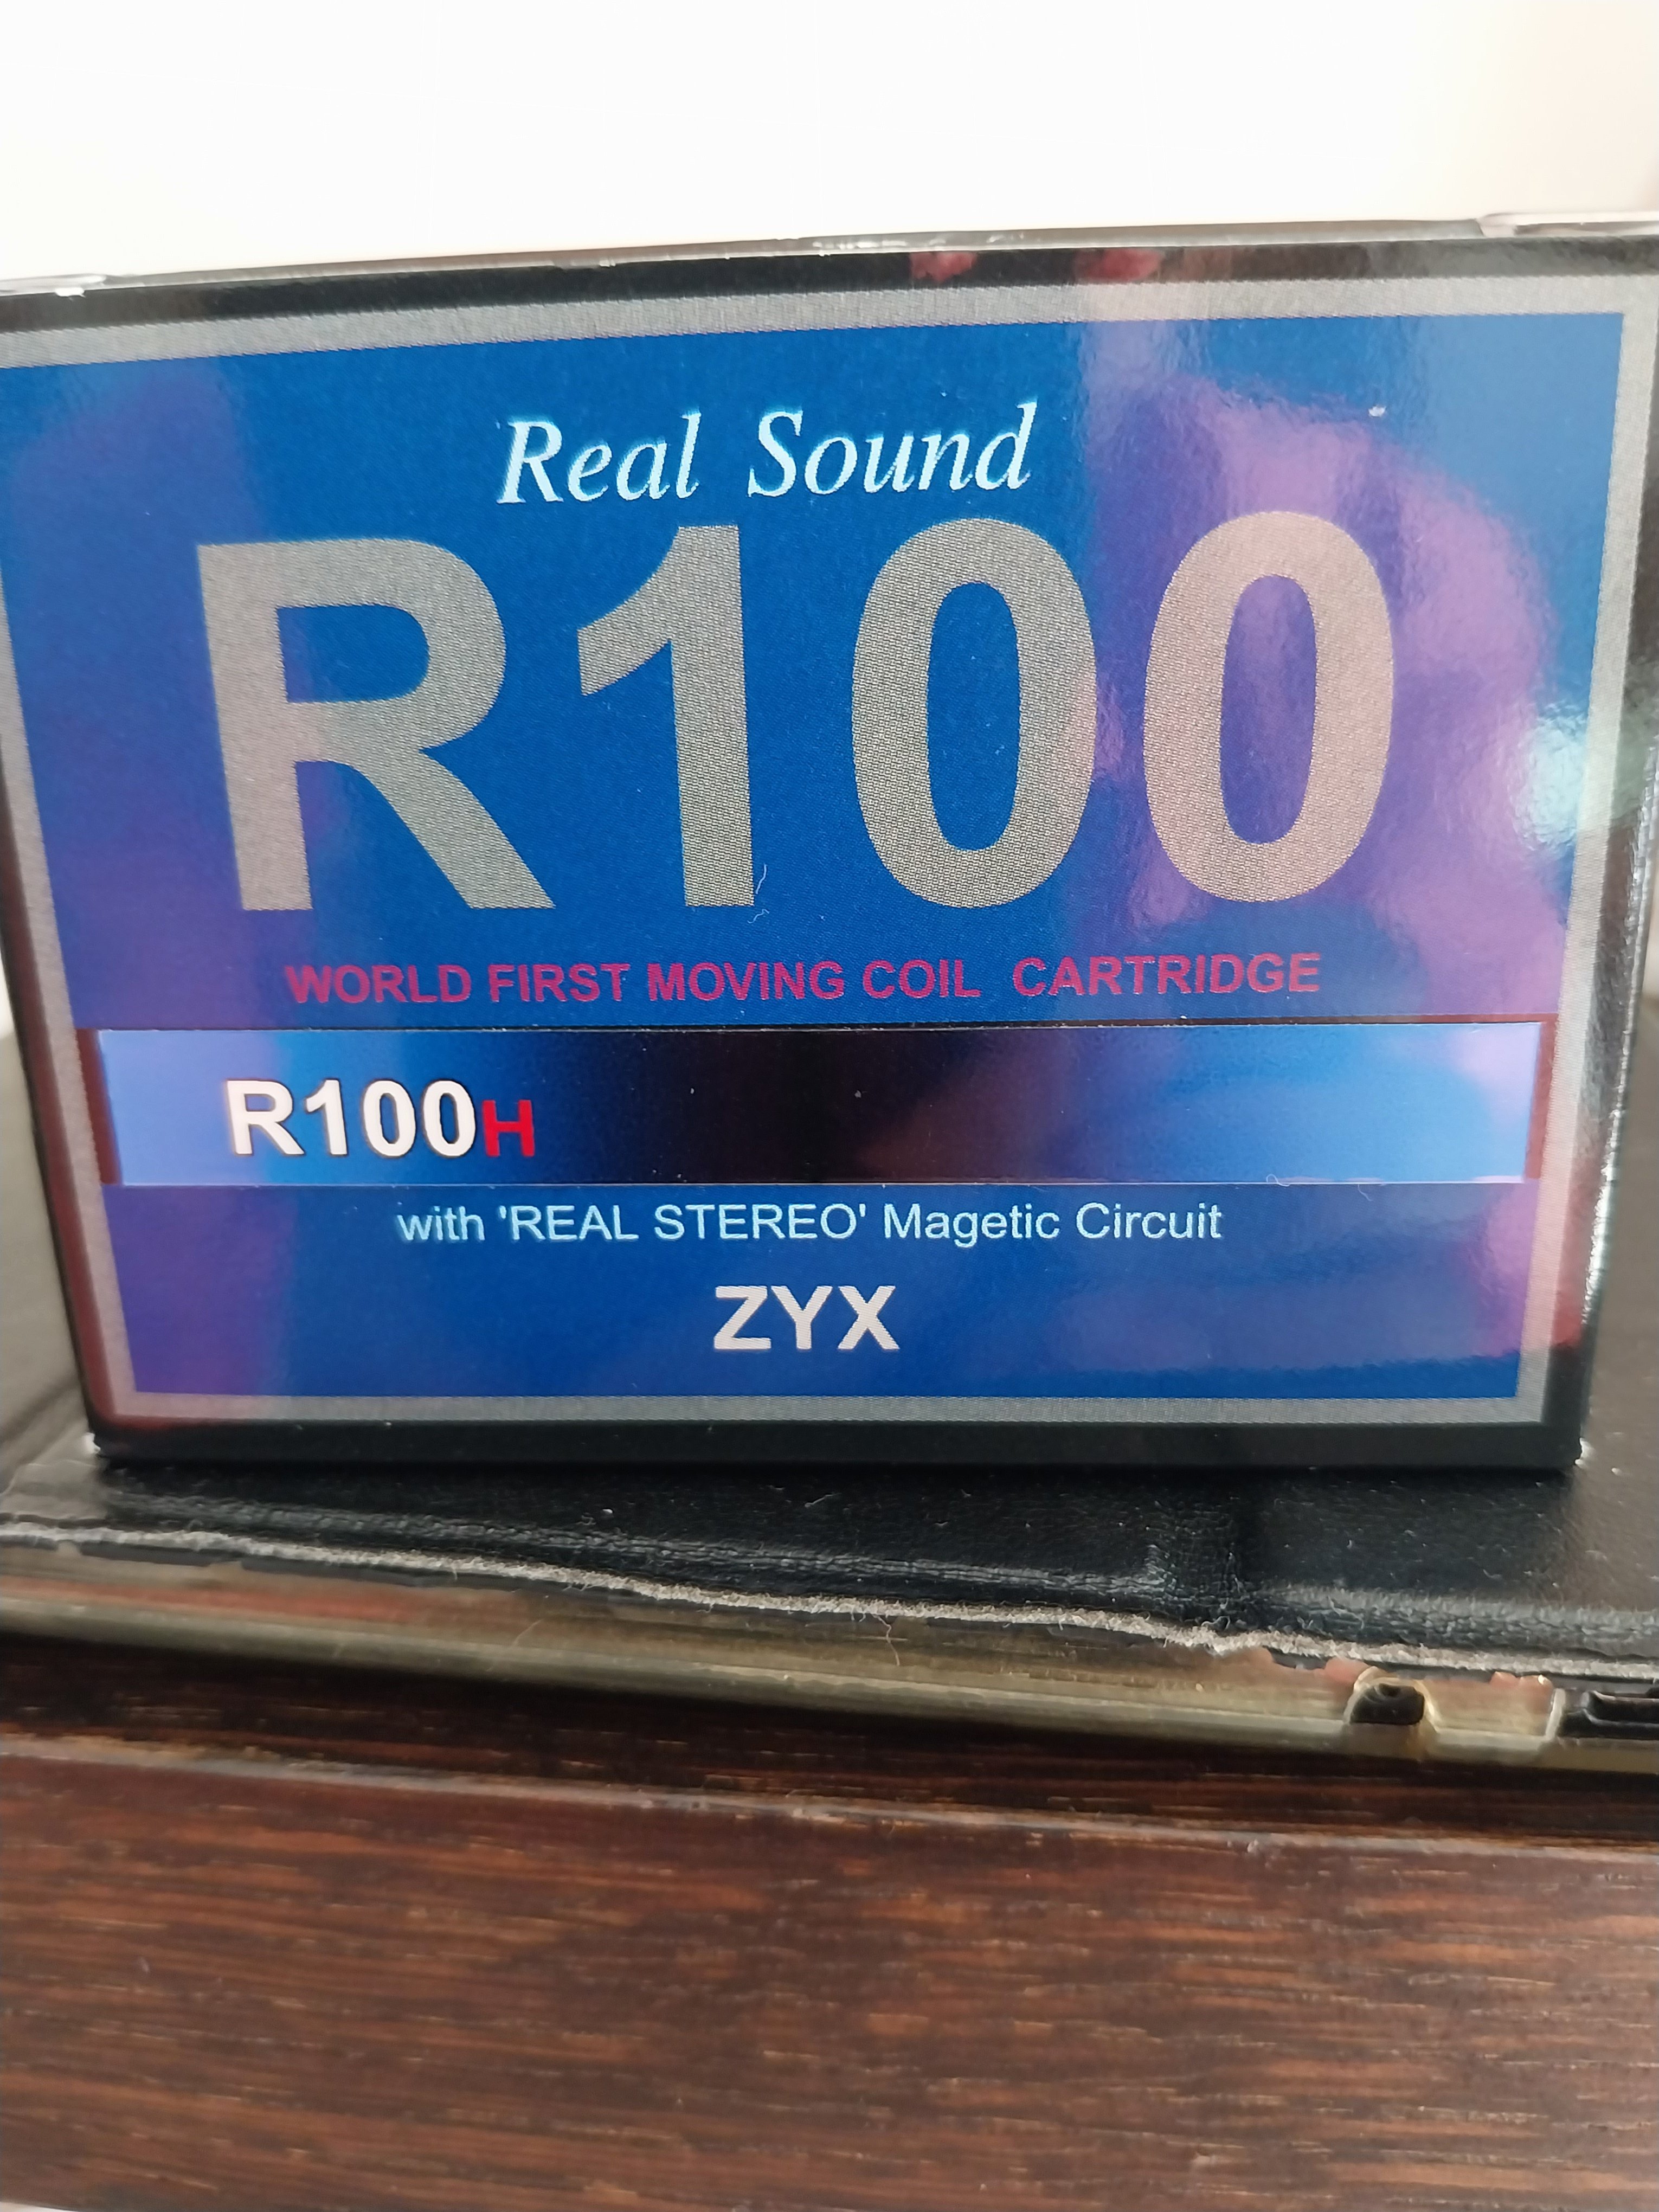 Real Sound
R100
WORLD FIRST MOVING COIL CARTRIDGE
R100H
with 'REAL STEREO' Magetic Circuit
ZYX